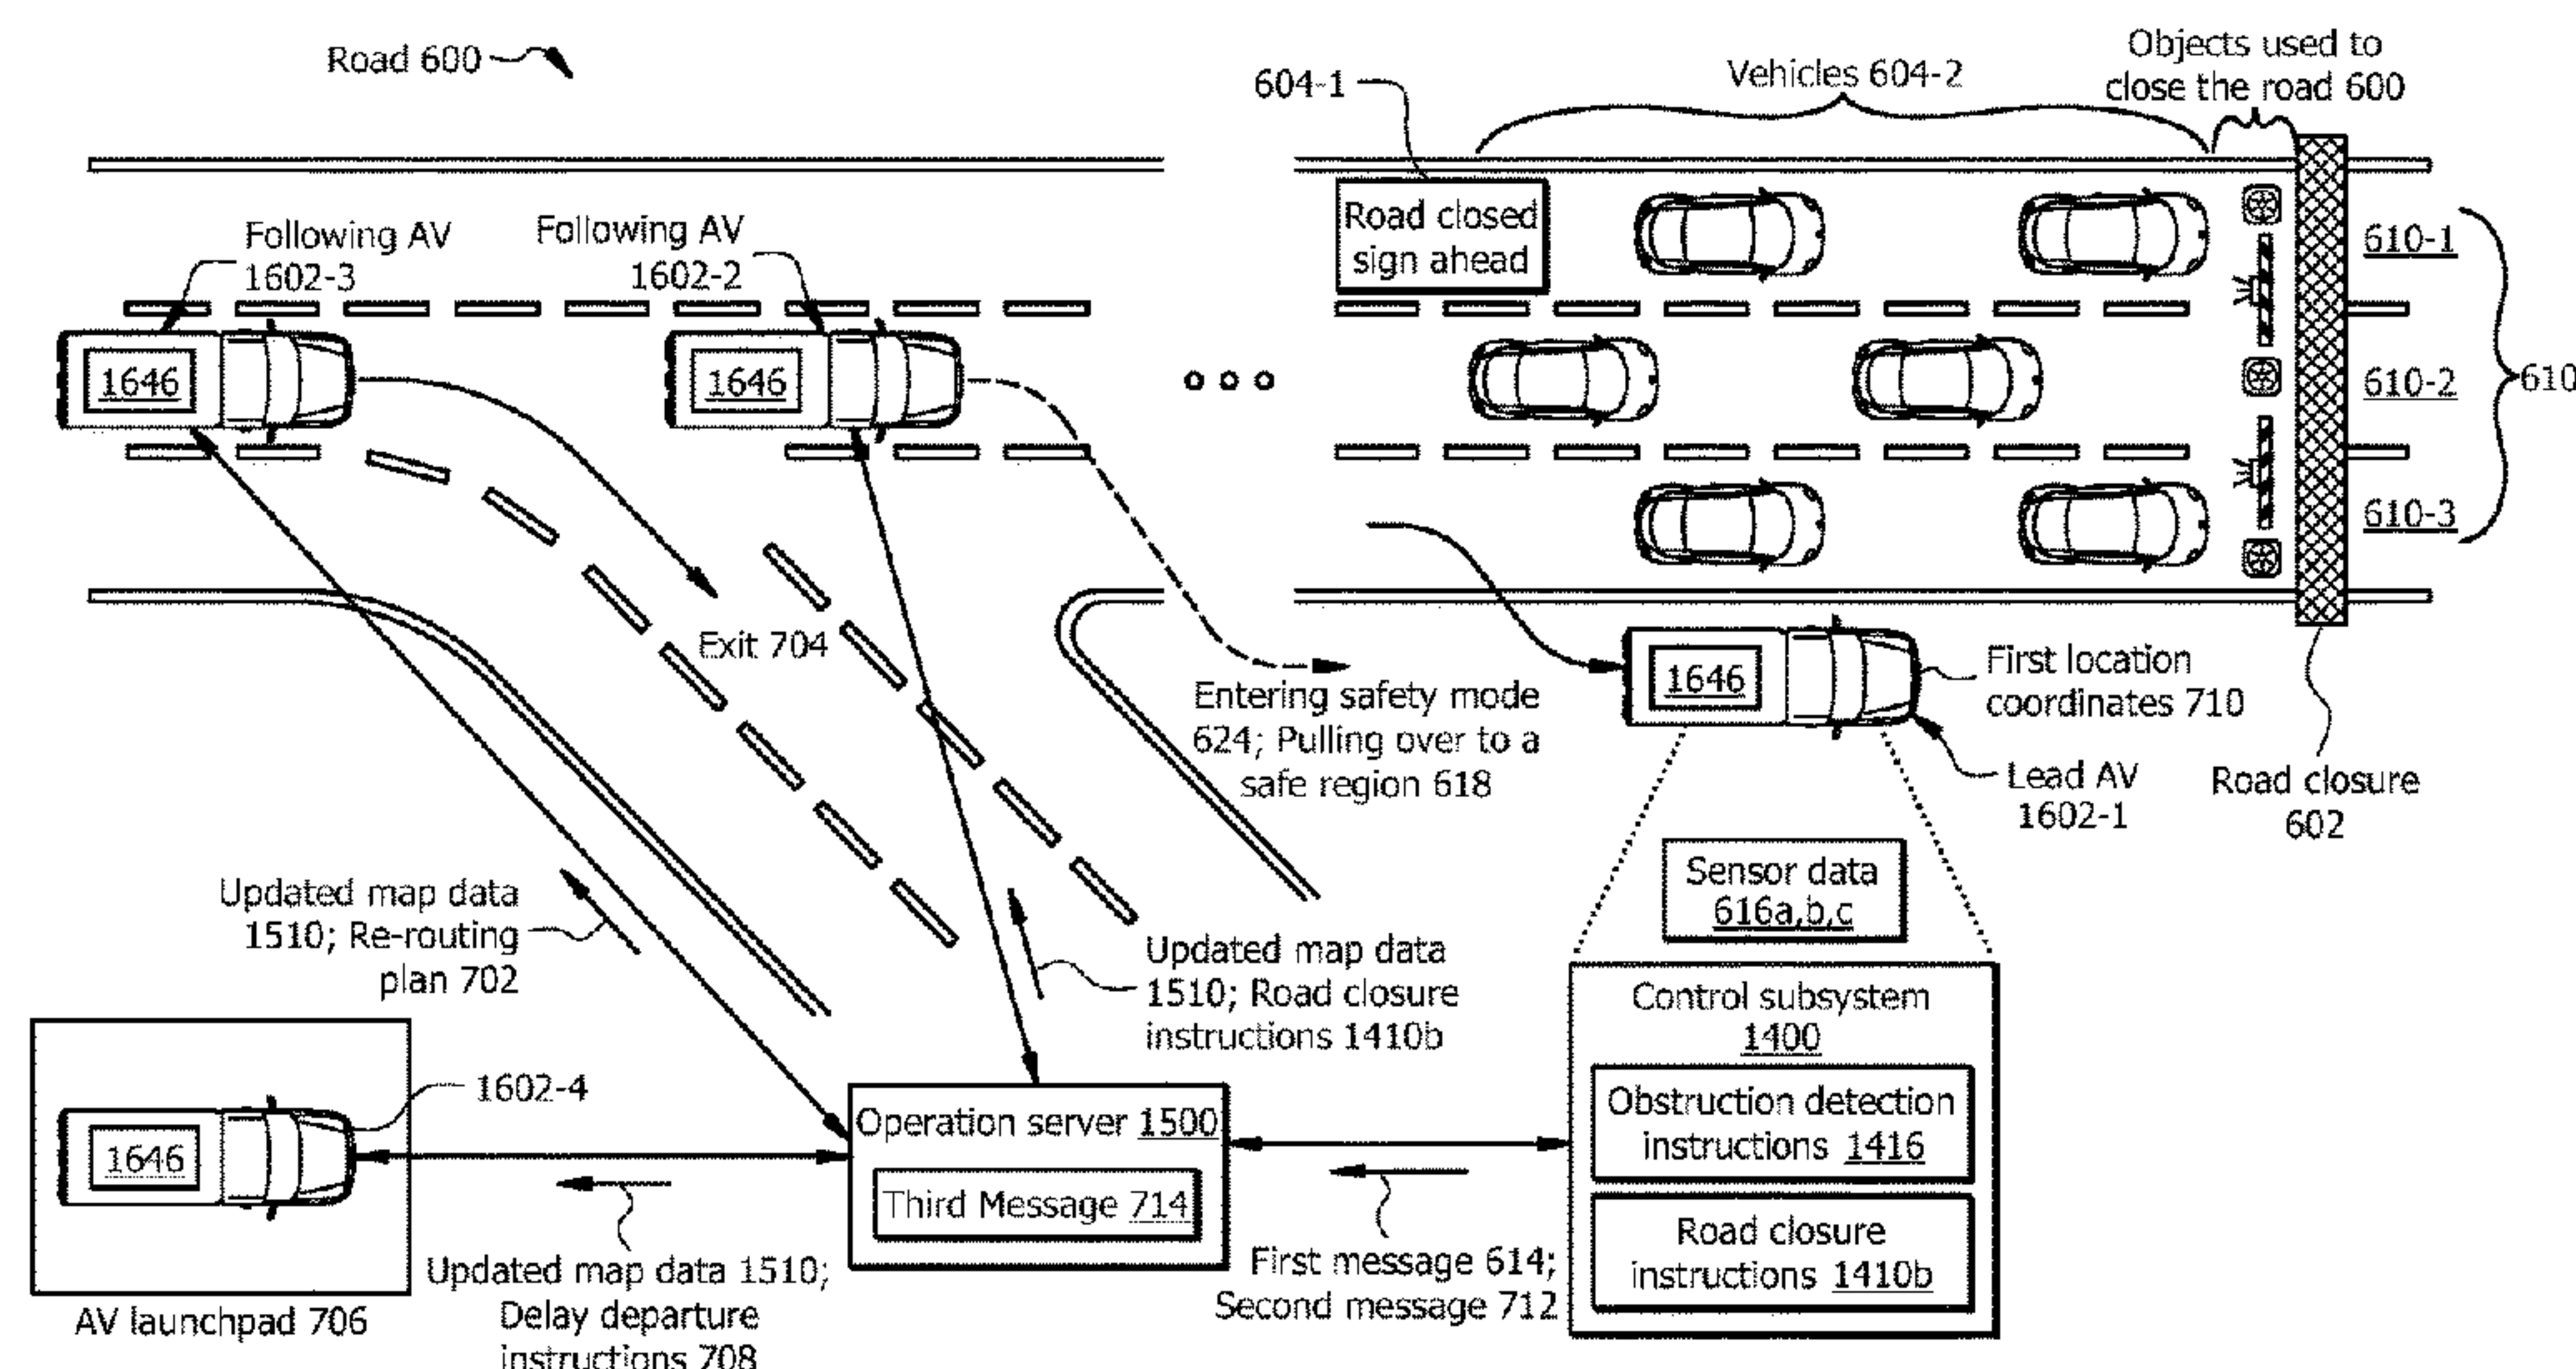 Road 600
604-1
Vehicles 604-2
Objects used to
close the road 600
Following AV
1602-3
Following AV
1602-2
Road closed
sign ahead
610-1
610-2
610-3
610
1646
1646
Exit 704
Entering safety mode
624; Pulling over to a
safe region 618
1646
First location
coordinates 710
Lead AV
1602-1
Road closure
602
Sensor data
616a,b,c
Updated map data
1510; Re-routing
plan 702
Updated map data
1510; Road closure
instructions 1410b
Control subsystem
1400
Obstruction detection
instructions 1416
Road closure
instructions 1410b
1602-4
1646
AV launchpad 706
Operation server 1500
Third Message 714
Updated map data 1510;
Delay departure
instructions 708
First message 614;
Second message 712